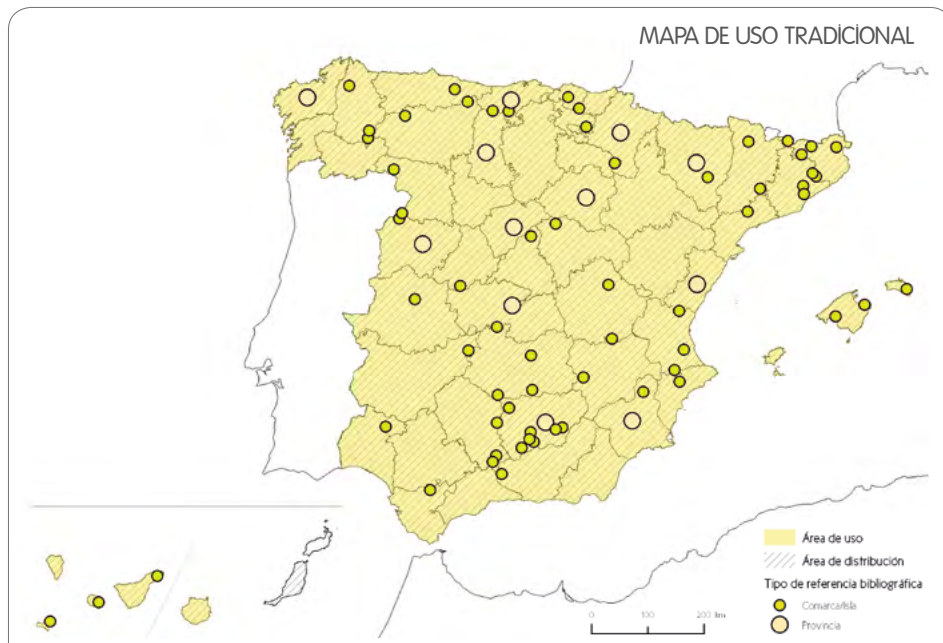 MAPA DE USO TRADICIONAL
Área de uso
Área de distribución
Tipo de referencia bibliográfica
Comarca/Isla
Provincia
0 100 200 km